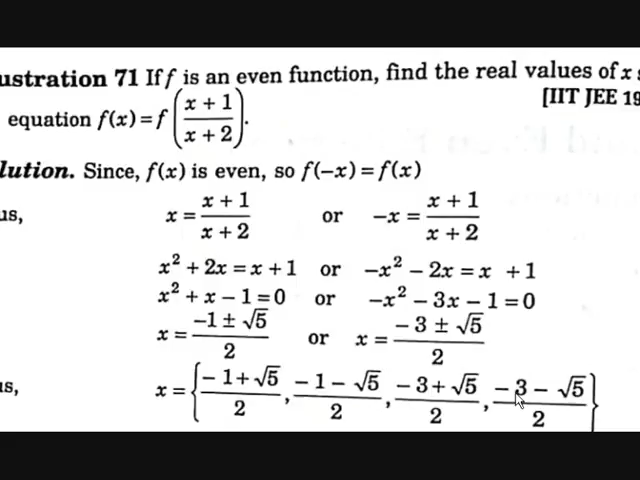 ustration 71 If f is an even function, find the real values of x s
equation f(x) = f((x + 1)/(x + 2)).
[IIT JEE 19
lution. Since, f(x) is even, so f(−x) = f(x)
us, x = (x + 1)/(x + 2) or −x = (x + 1)/(x + 2)
x² + 2x = x + 1 or −x² − 2x = x + 1
x² + x − 1 = 0 or −x² − 3x − 1 = 0
x = (−1 ± √5)/2 or x = (−3 ± √5)/2
us, x = {(−1 + √5)/2, (−1 − √5)/2, (−3 + √5)/2, (−3 − √5)/2}